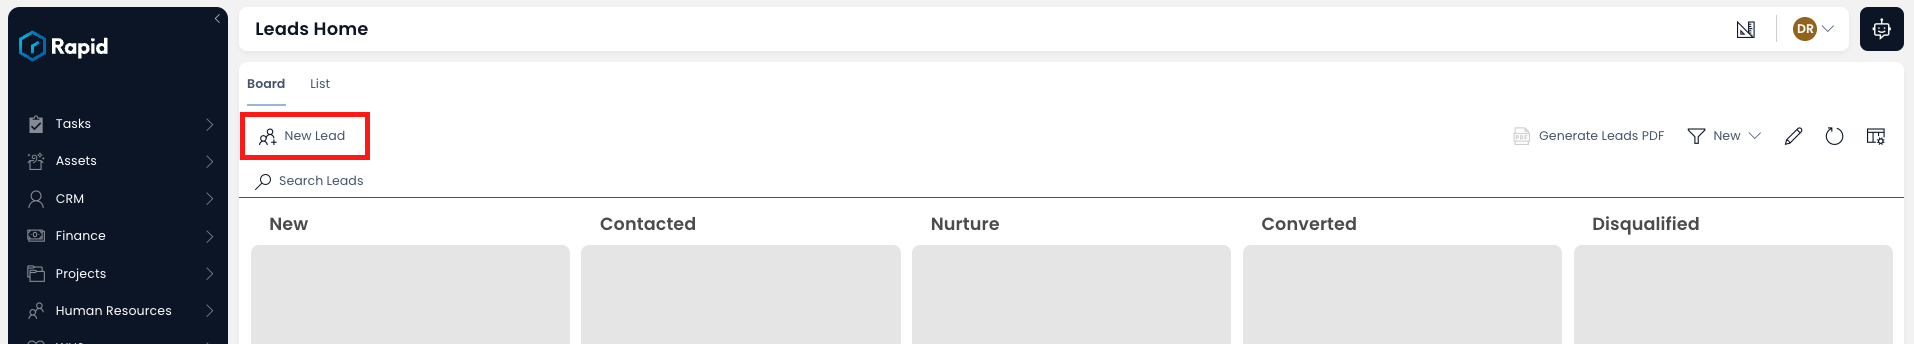 Rapid
Leads Home
DR
Board List
Tasks
New Lead
Generate Leads PDF
New
Assets
Search Leads
CRM
New Contacted Nurture Converted Disqualified
Finance
Projects
Human Resources